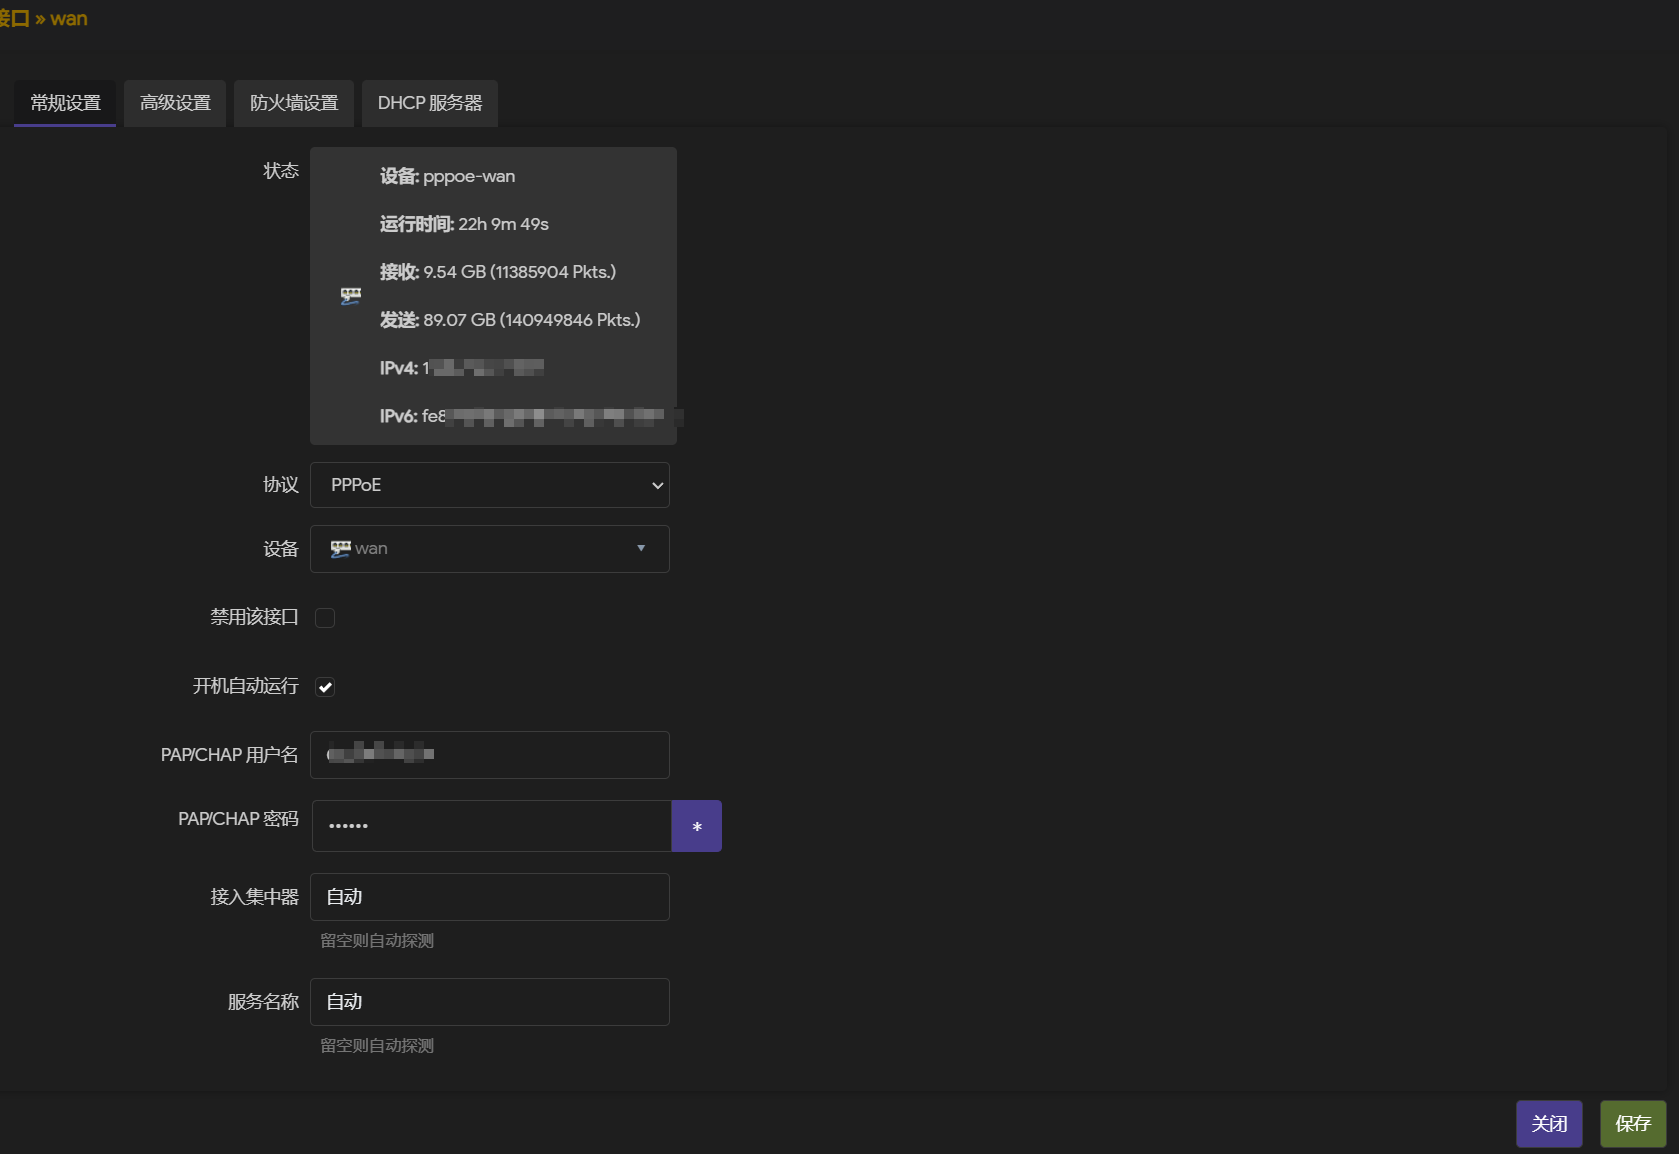 接口 » wan
常规设置 高级设置 防火墙设置 DHCP 服务器
状态
设备: pppoe-wan
运行时间: 22h 9m 49s
接收: 9.54 GB (11385904 Pkts.)
发送: 89.07 GB (140949846 Pkts.)
IPv4: 1
IPv6: fe8
协议 PPPoE
设备 wan
禁用该接口
开机自动运行
PAP/CHAP 用户名
PAP/CHAP 密码 •••••• *
接入集中器 自动
留空则自动探测
服务名称 自动
留空则自动探测
关闭 保存